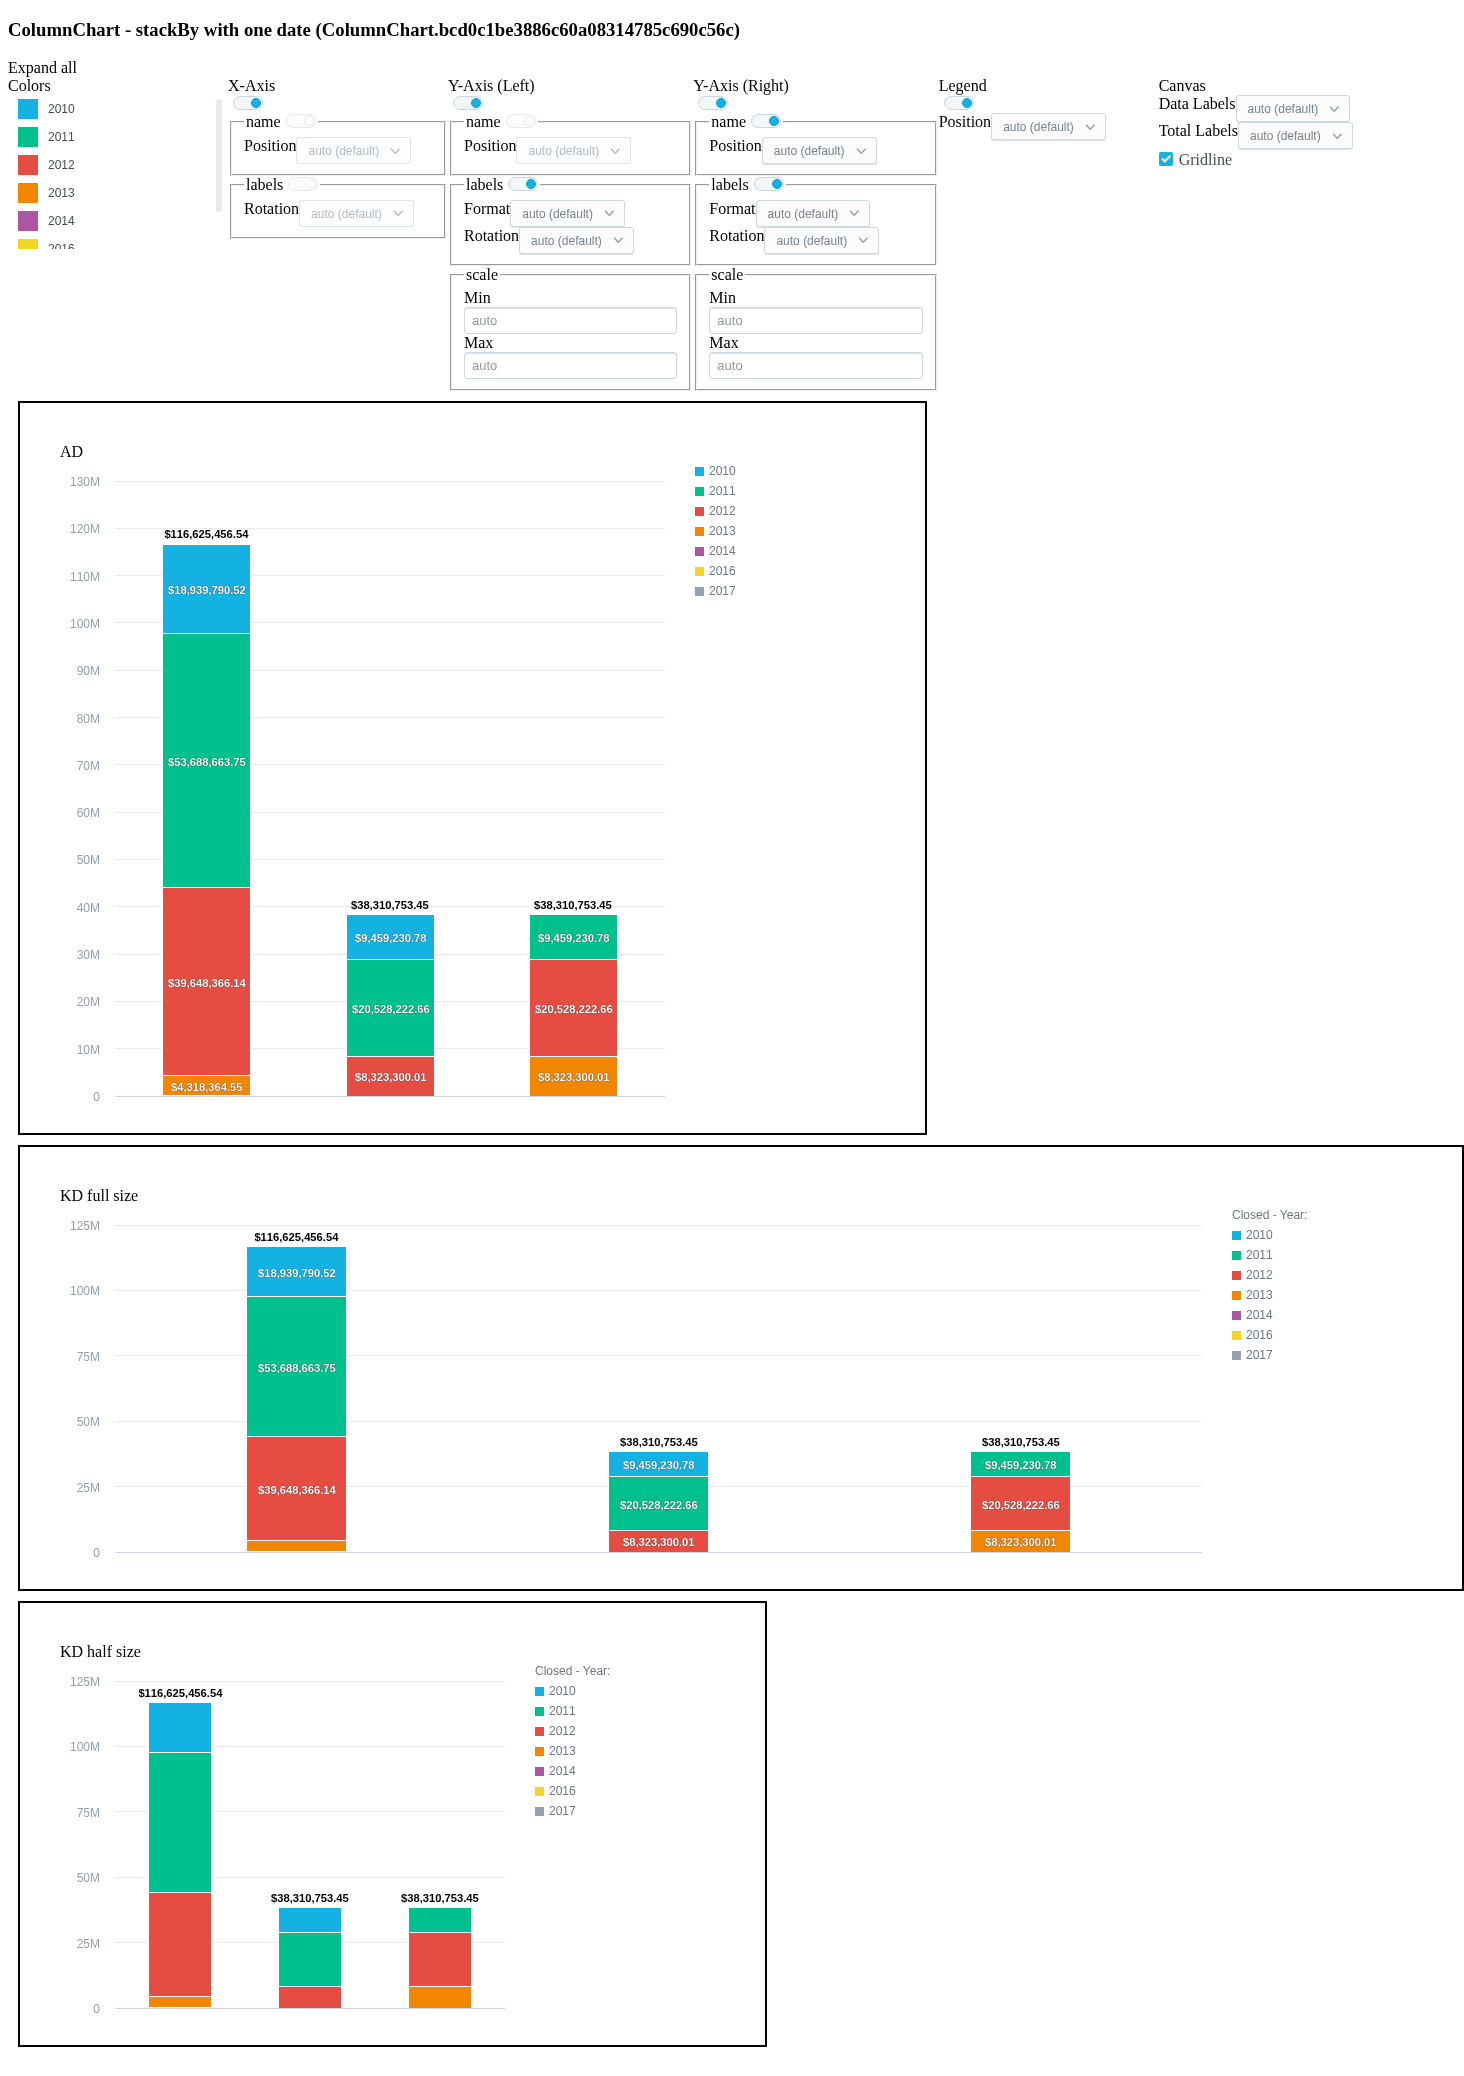 ColumnChart - stackBy with one date (ColumnChart.bcd0c1be3886c60a08314785c690c56c)
Expand all
Colors
2010
2011
2012
2013
2014
2016
X-Axis
name
Position auto (default)
labels
Rotation auto (default)
Y-Axis (Left)
name
Position auto (default)
labels
Format auto (default)
Rotation auto (default)
scale
Min
auto
Max
auto
Y-Axis (Right)
name
Position auto (default)
labels
Format auto (default)
Rotation auto (default)
scale
Min
auto
Max
auto
Legend
Position auto (default)
Canvas
Data Labels auto (default)
Total Labels auto (default)
Gridline
AD
130M
120M
110M
100M
90M
80M
70M
60M
50M
40M
30M
20M
10M
0
$116,625,456.54
$18,939,790.52
$53,688,663.75
$39,648,366.14
$4,318,364.55
$38,310,753.45
$9,459,230.78
$20,528,222.66
$8,323,300.01
$38,310,753.45
$9,459,230.78
$20,528,222.66
$8,323,300.01
2010
2011
2012
2013
2014
2016
2017
KD full size
125M
100M
75M
50M
25M
0
$116,625,456.54
$18,939,790.52
$53,688,663.75
$39,648,366.14
$38,310,753.45
$9,459,230.78
$20,528,222.66
$8,323,300.01
$38,310,753.45
$9,459,230.78
$20,528,222.66
$8,323,300.01
Closed - Year:
2010
2011
2012
2013
2014
2016
2017
KD half size
125M
100M
75M
50M
25M
0
$116,625,456.54
$38,310,753.45
$38,310,753.45
Closed - Year:
2010
2011
2012
2013
2014
2016
2017